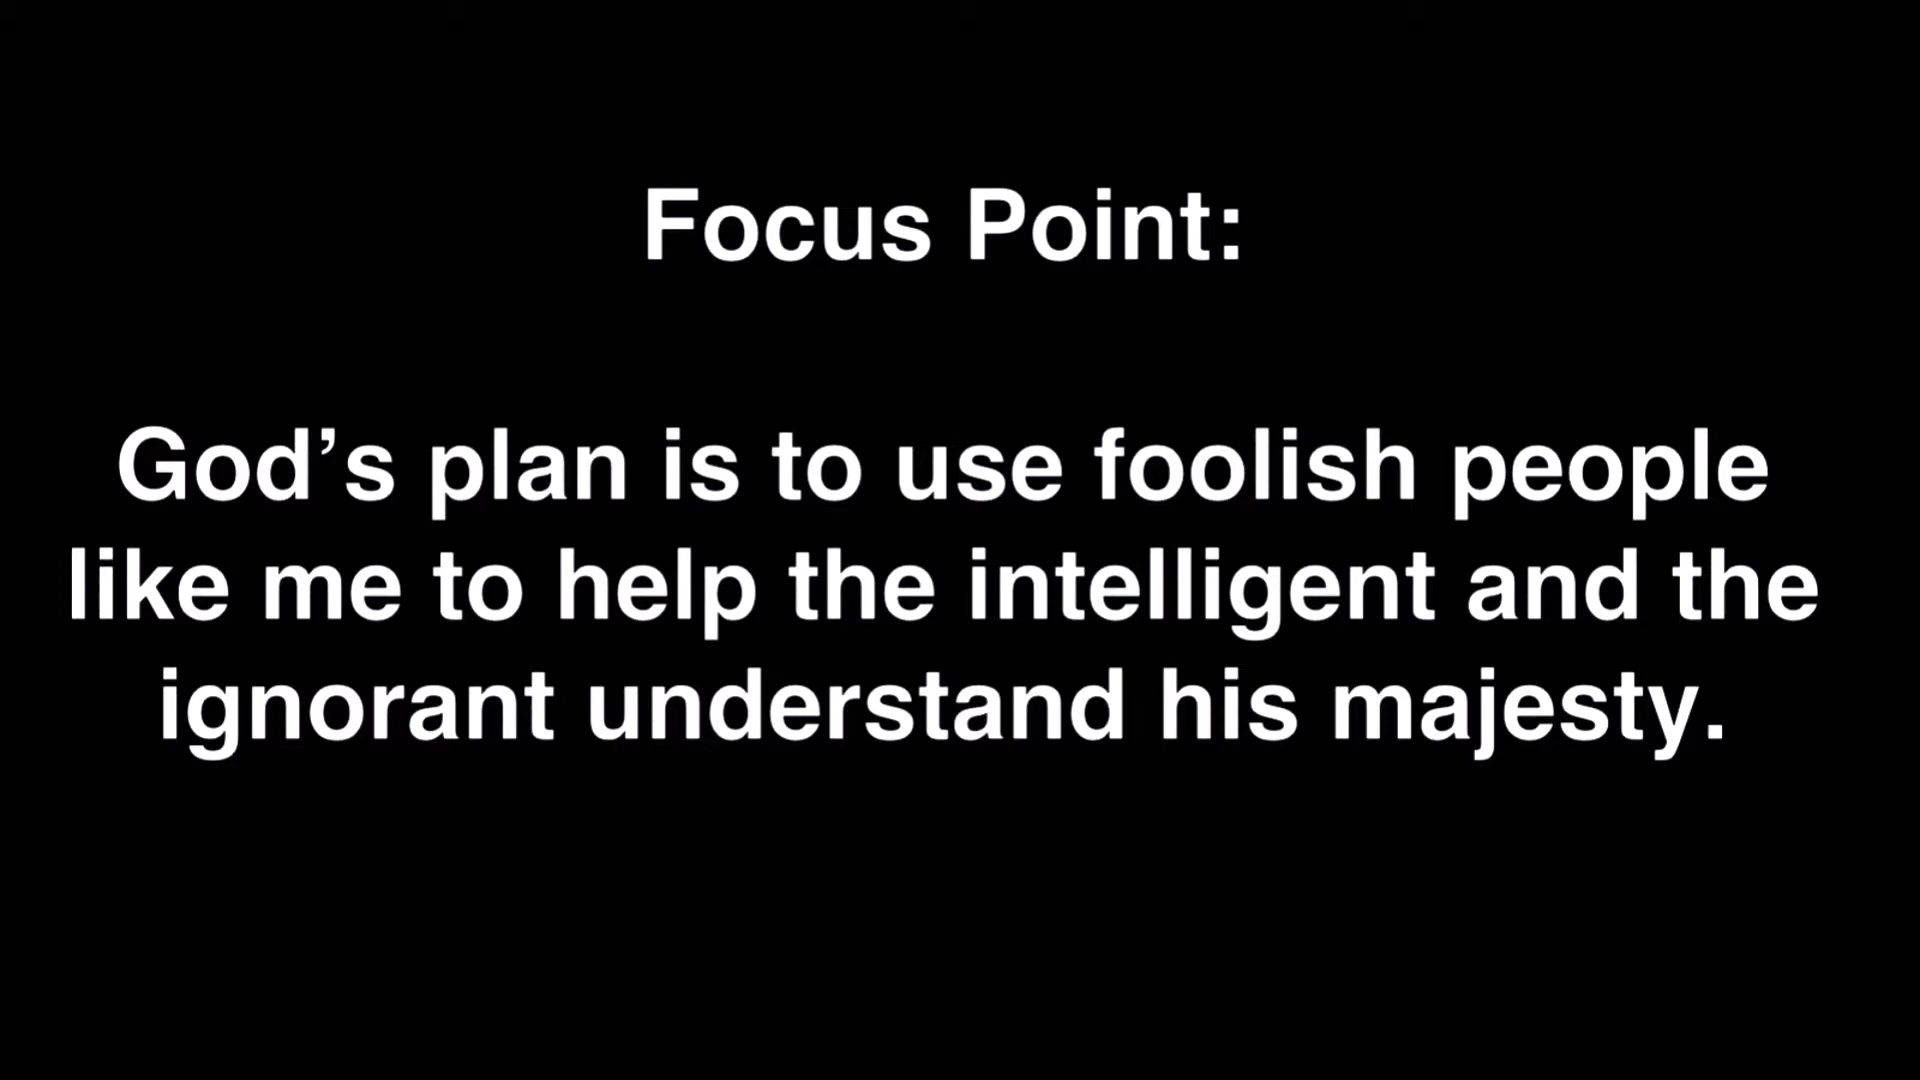 Focus Point:
God’s plan is to use foolish people
like me to help the intelligent and the
ignorant understand his majesty.